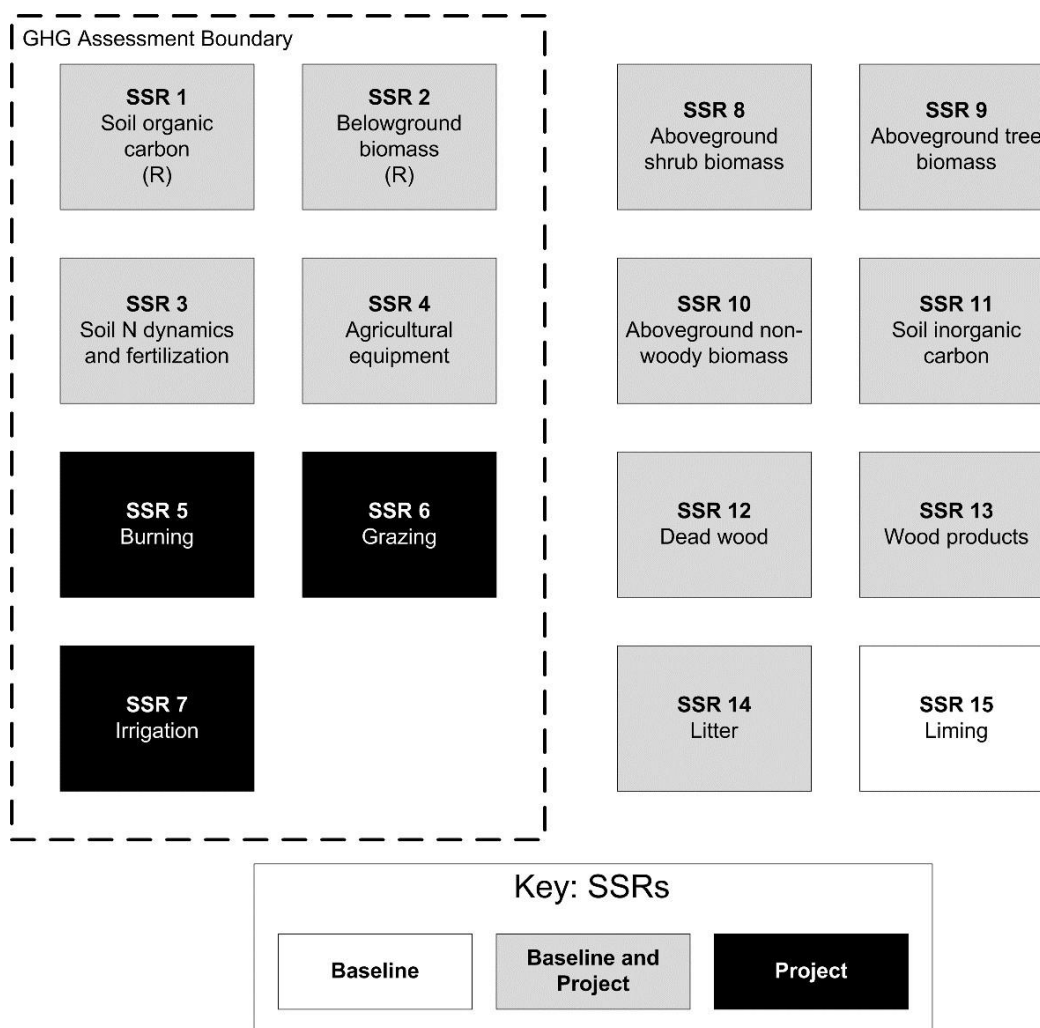 GHG Assessment Boundary
SSR 1
Soil organic
carbon
(R)
SSR 2
Belowground
biomass
(R)
SSR 8
Aboveground
shrub biomass
SSR 9
Aboveground tree
biomass
SSR 3
Soil N dynamics
and fertilization
SSR 4
Agricultural
equipment
SSR 10
Aboveground non-
woody biomass
SSR 11
Soil inorganic
carbon
SSR 5
Burning
SSR 6
Grazing
SSR 12
Dead wood
SSR 13
Wood products
SSR 7
Irrigation
SSR 14
Litter
SSR 15
Liming
Key: SSRs
Baseline
Baseline and
Project
Project